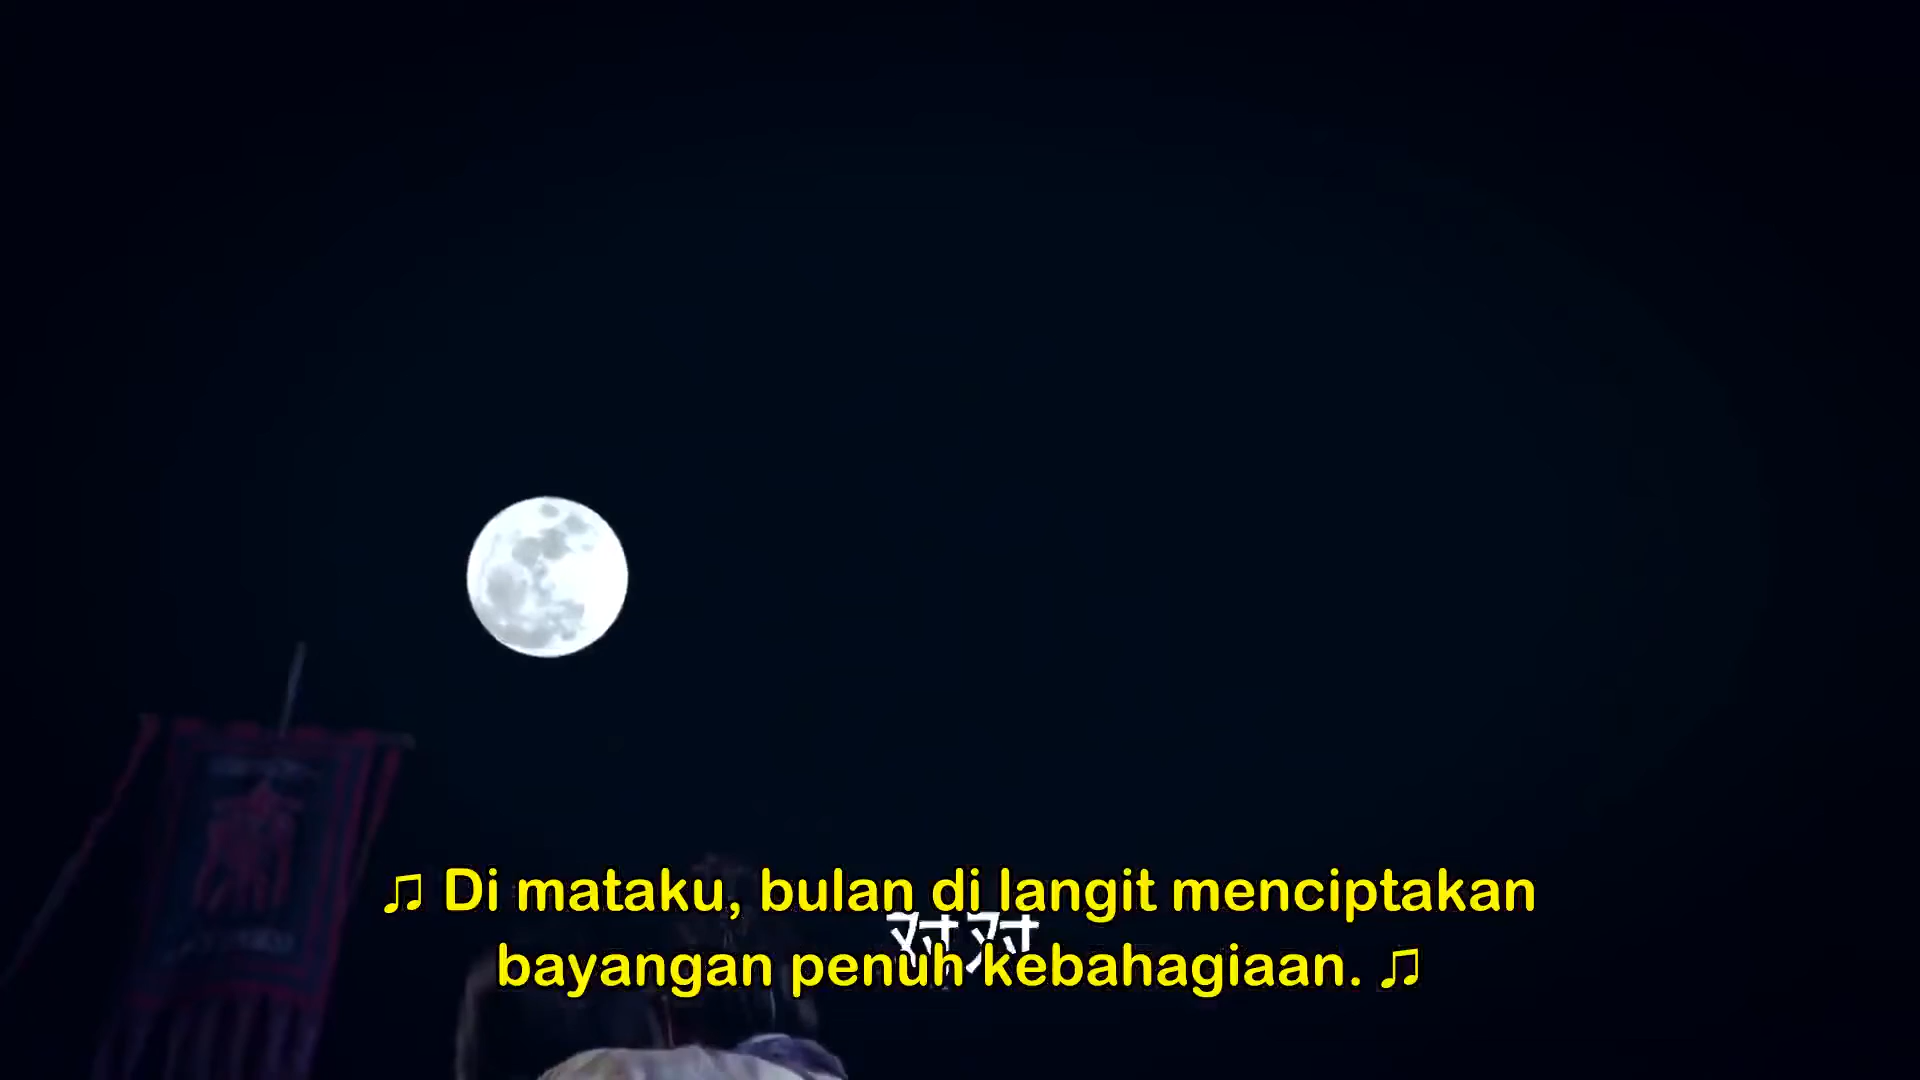 ♫ Di mataku, bulan di langit menciptakan
对对
bayangan penuh kebahagiaan. ♫